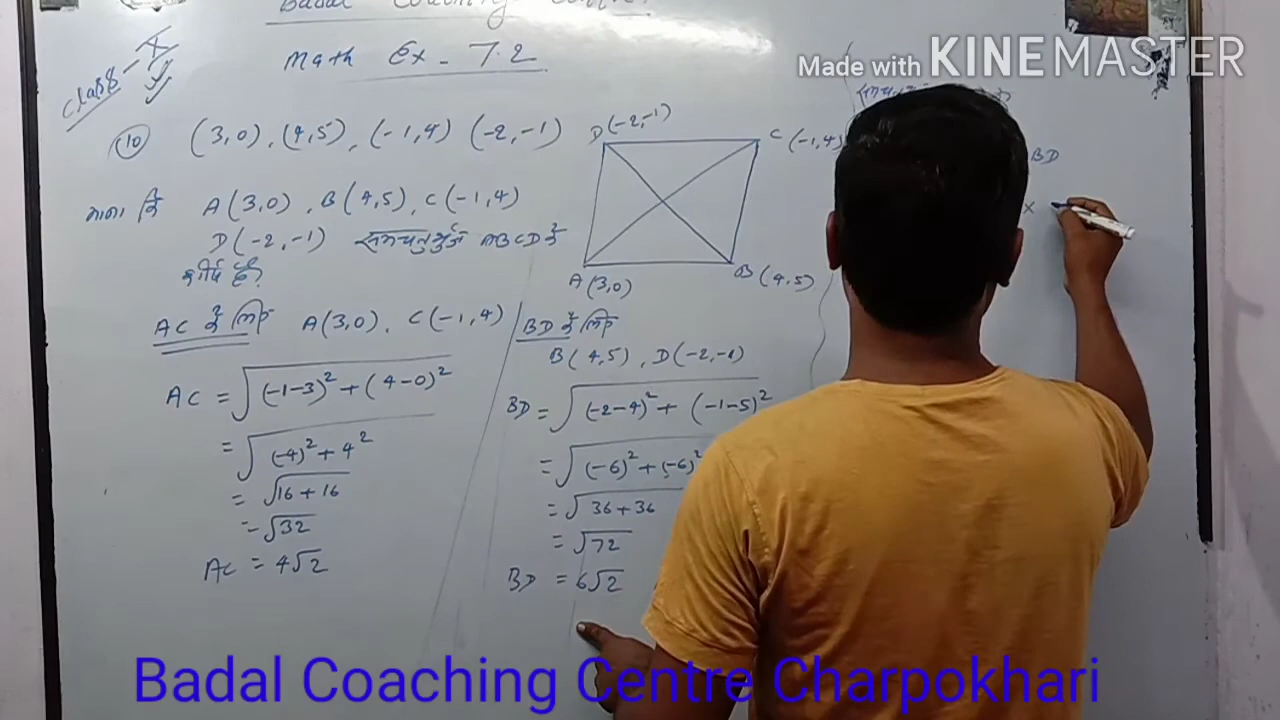 Badal Coaching
Made with KINEMASTER
Class - X
Math Ex - 7.2
(10) (3,0), (4,5), (-1,4) (-2,-1)
माना कि A(3,0), B(4,5), C(-1,4)
D(-2,-1) समचतुर्भुज ABCD के
शीर्ष है।
D(-2,-1)
C(-1,4)
A(3,0)
B(4,5)
AC के लिए A(3,0), C(-1,4)
AC = √(-1-3)² + (4-0)²
= √(-4)² + 4²
= √16+16
= √32
AC = 4√2
BD के लिए
B(4,5), D(-2,-1)
BD = √(-2-4)² + (-1-5)²
= √(-6)² + (-6)²
= √36+36
= √72
BD = 6√2
BD
×
Badal Coaching Centre Charpokhari